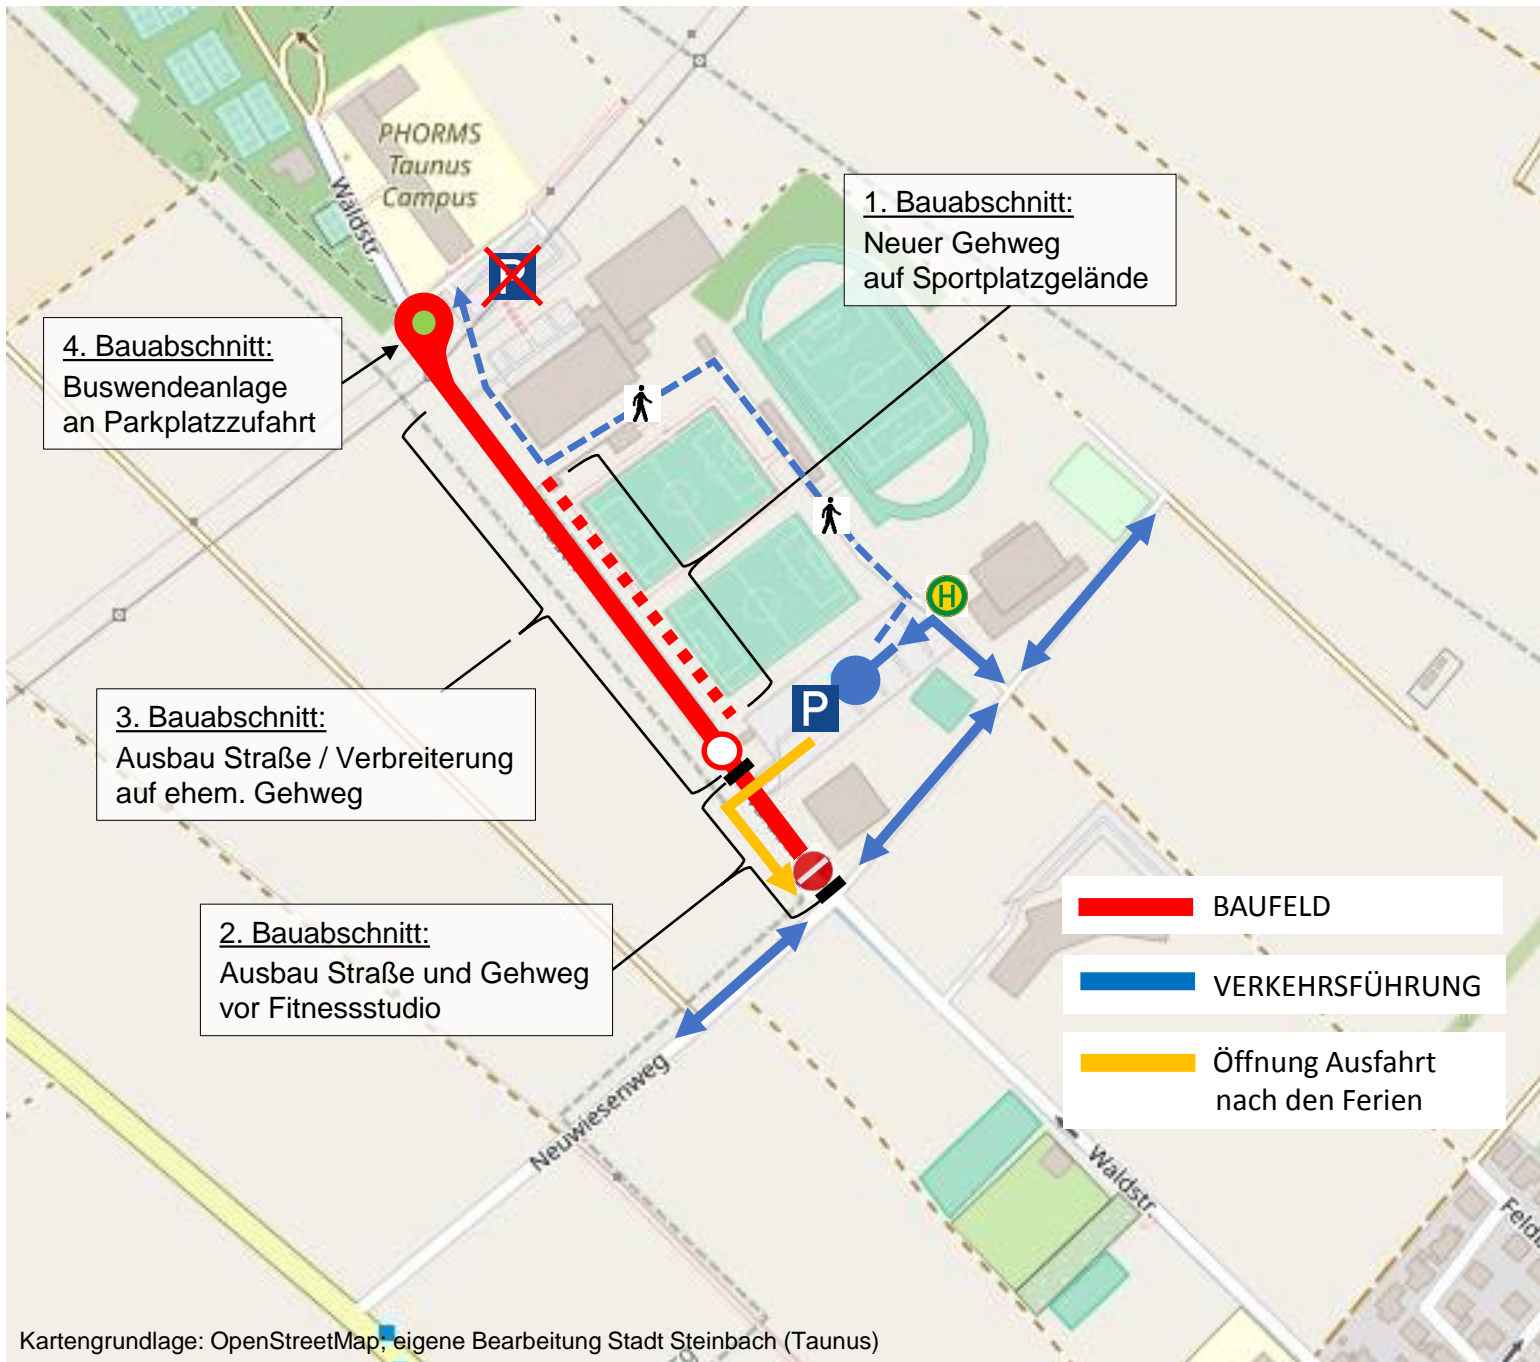 PHORMS
Taunus
Campus
Waldstr.
P
1. Bauabschnitt:
Neuer Gehweg
auf Sportplatzgelände
4. Bauabschnitt:
Buswendeanlage
an Parkplatzzufahrt
H
3. Bauabschnitt:
Ausbau Straße / Verbreiterung
auf ehem. Gehweg
P
2. Bauabschnitt:
Ausbau Straße und Gehweg
vor Fitnessstudio
BAUFELD
VERKEHRSFÜHRUNG
Öffnung Ausfahrt
nach den Ferien
Neuwiesenweg
Waldstr.
Kartengrundlage: OpenStreetMap; eigene Bearbeitung Stadt Steinbach (Taunus)